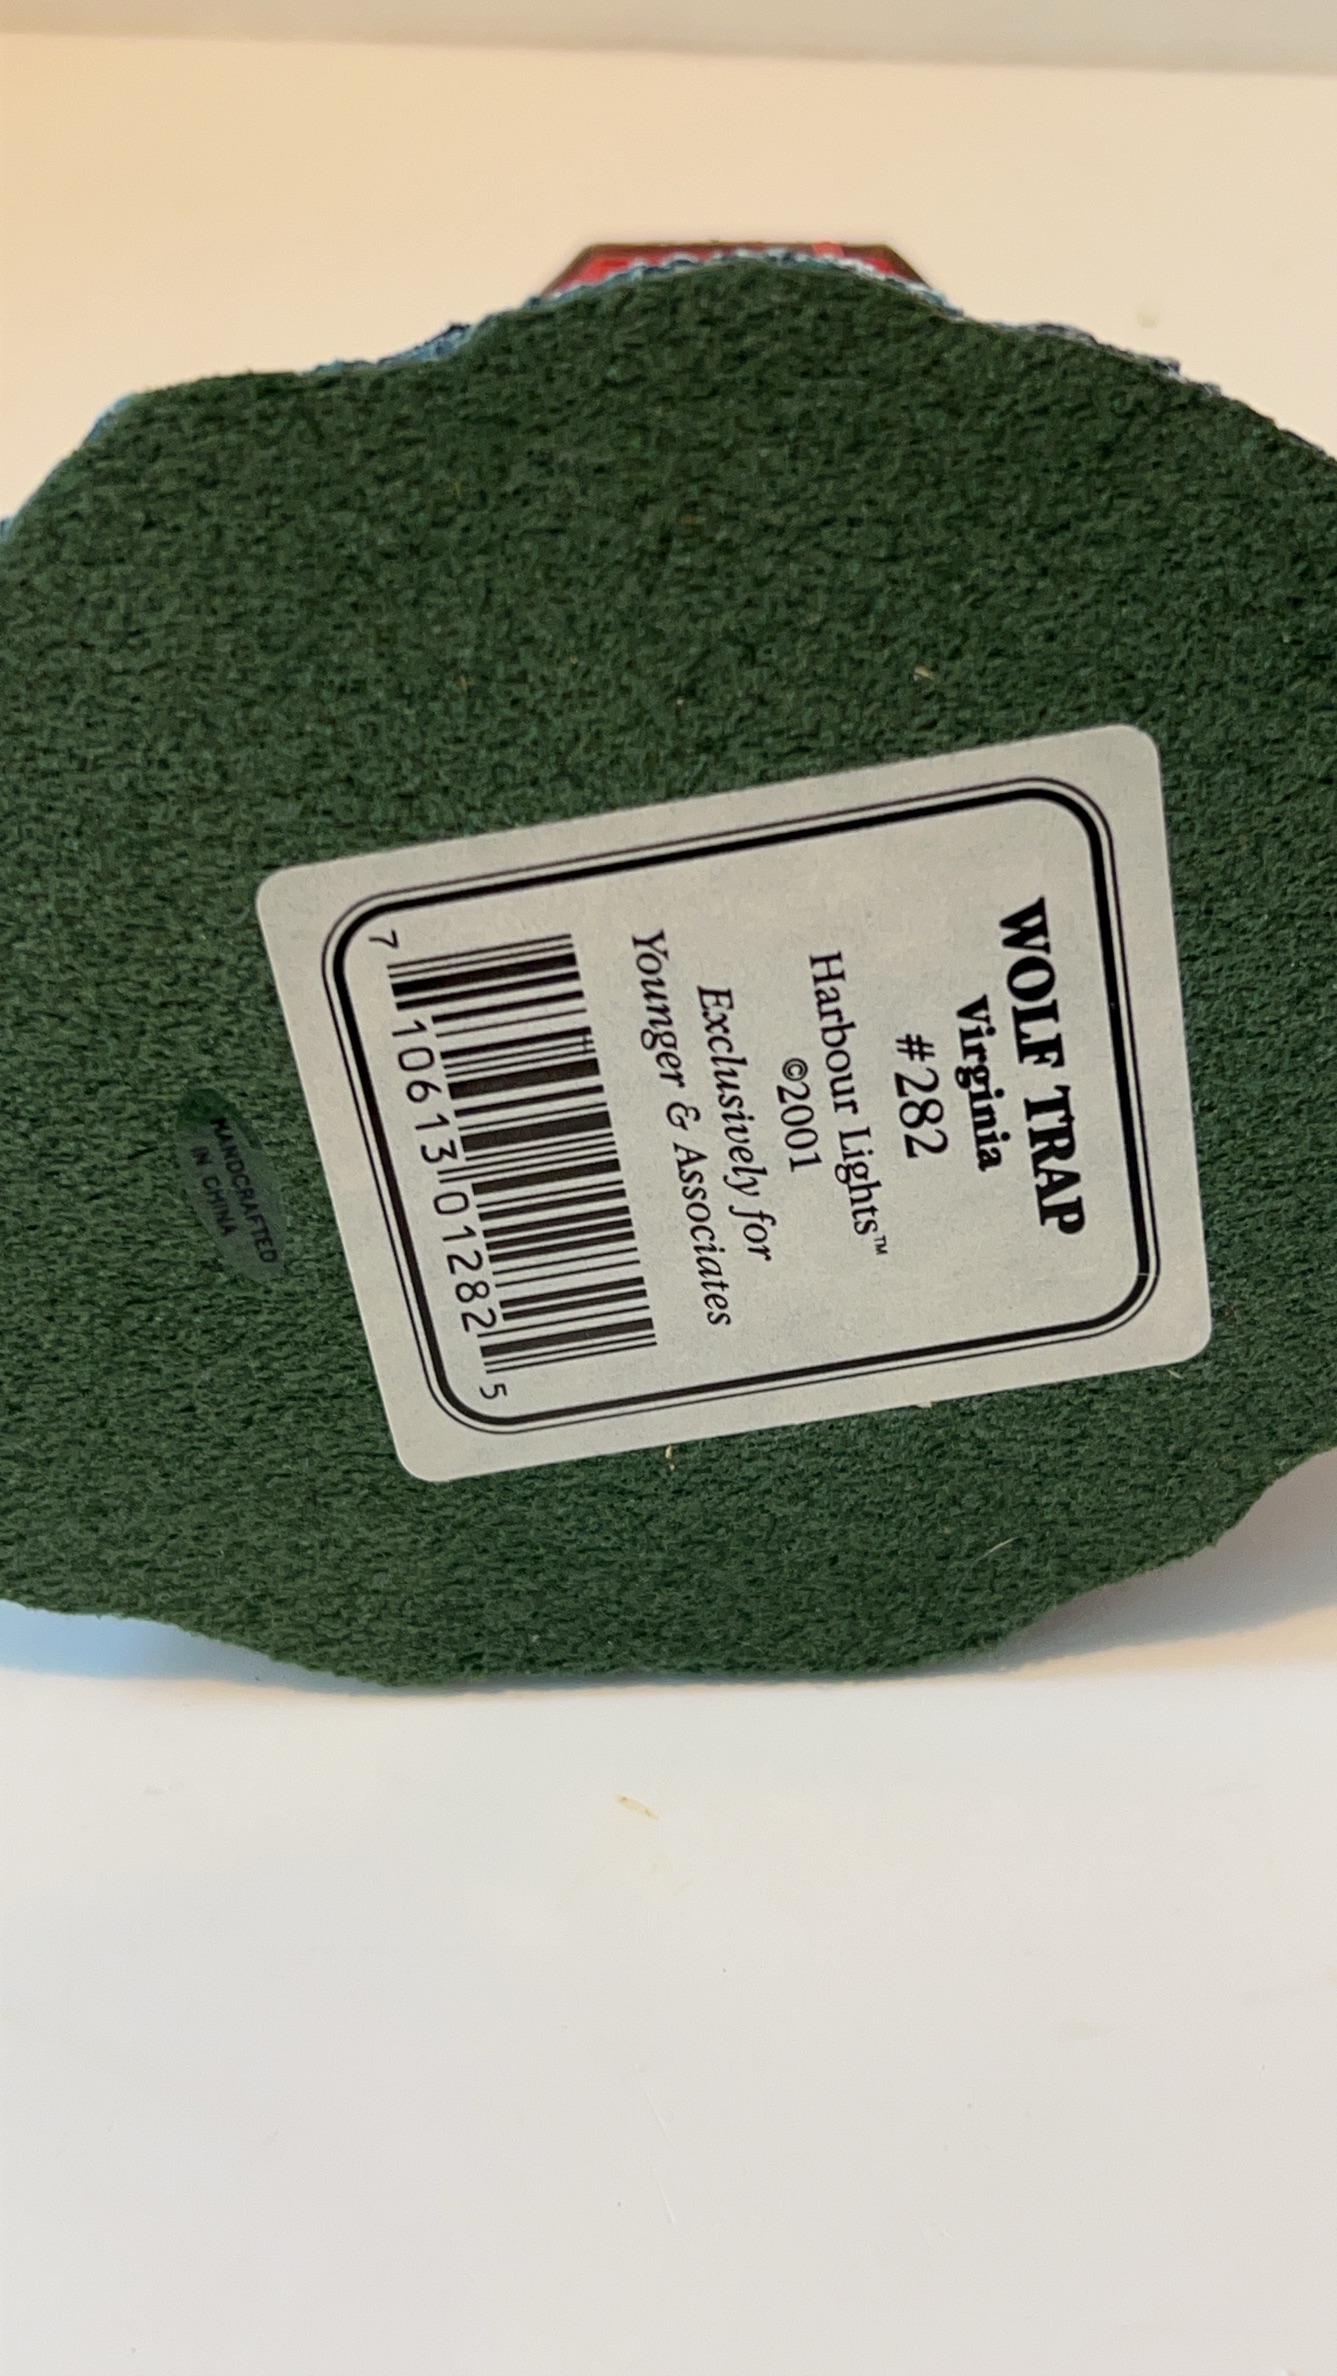 WOLF TRAP
Virginia
#282
Harbour Lights™
©2001
Exclusively for
Younger & Associates
7 10613 01282 5
HANDCRAFTED
IN CHINA